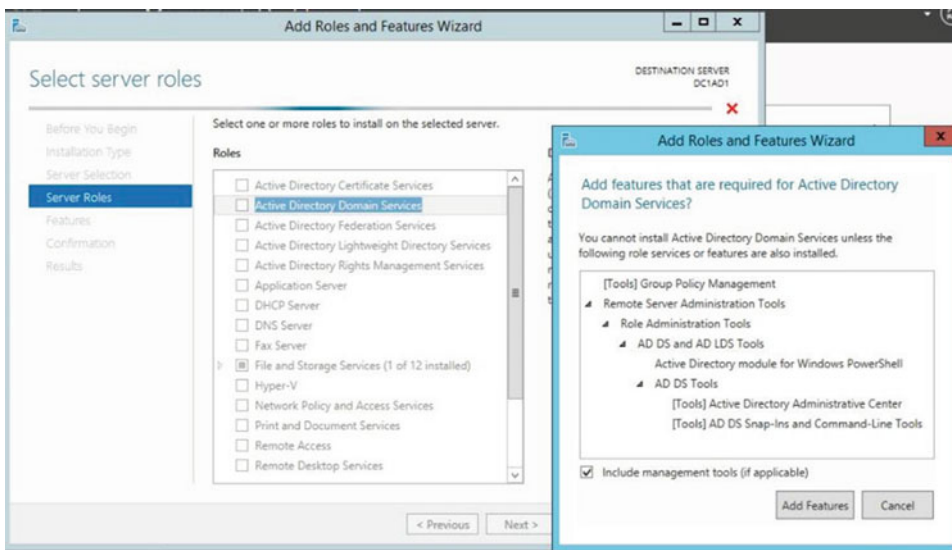 Add Roles and Features Wizard
Select server roles
DESTINATION SERVER
DC1AD1
Before You Begin
Installation Type
Server Selection
Server Roles
Features
Confirmation
Results
Select one or more roles to install on the selected server.
Roles
Active Directory Certificate Services
Active Directory Domain Services
Active Directory Federation Services
Active Directory Lightweight Directory Services
Active Directory Rights Management Services
Application Server
DHCP Server
DNS Server
Fax Server
File and Storage Services (1 of 12 installed)
Hyper-V
Network Policy and Access Services
Print and Document Services
Remote Access
Remote Desktop Services
< Previous
Next >
Add Roles and Features Wizard
Add features that are required for Active Directory
Domain Services?
You cannot install Active Directory Domain Services unless the
following role services or features are also installed.
[Tools] Group Policy Management
Remote Server Administration Tools
Role Administration Tools
AD DS and AD LDS Tools
Active Directory module for Windows PowerShell
AD DS Tools
[Tools] Active Directory Administrative Center
[Tools] AD DS Snap-Ins and Command-Line Tools
Include management tools (if applicable)
Add Features
Cancel